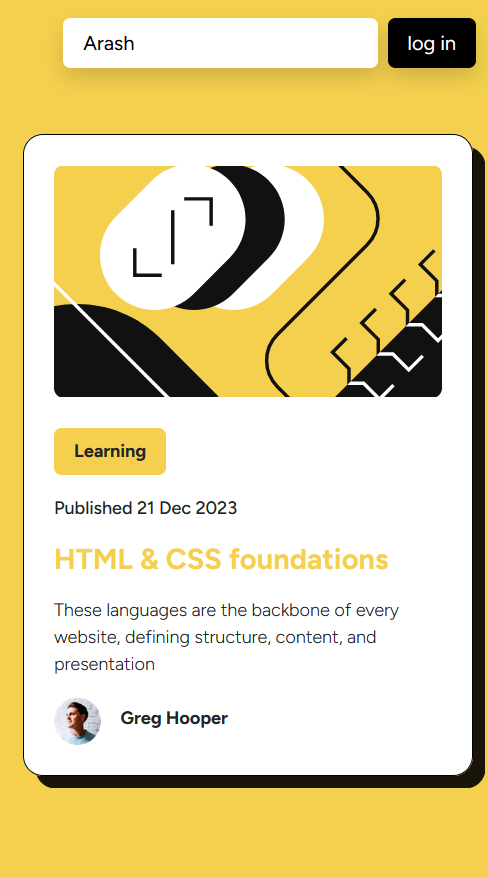 Arash
log in
Learning
Published 21 Dec 2023
HTML & CSS foundations
These languages are the backbone of every
website, defining structure, content, and
presentation
Greg Hooper